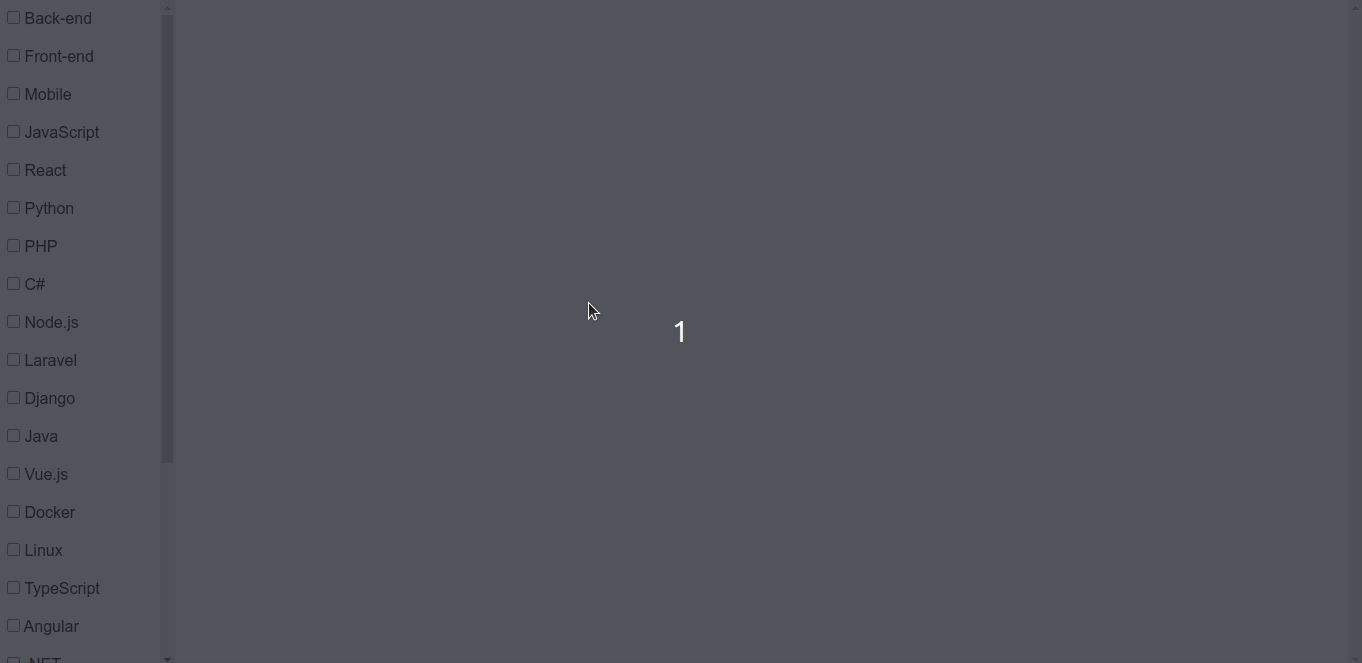 Back-end
Front-end
Mobile
JavaScript
React
Python
PHP
C#
Node.js
Laravel
Django
Java
Vue.js
Docker
Linux
TypeScript
Angular
.NET
1